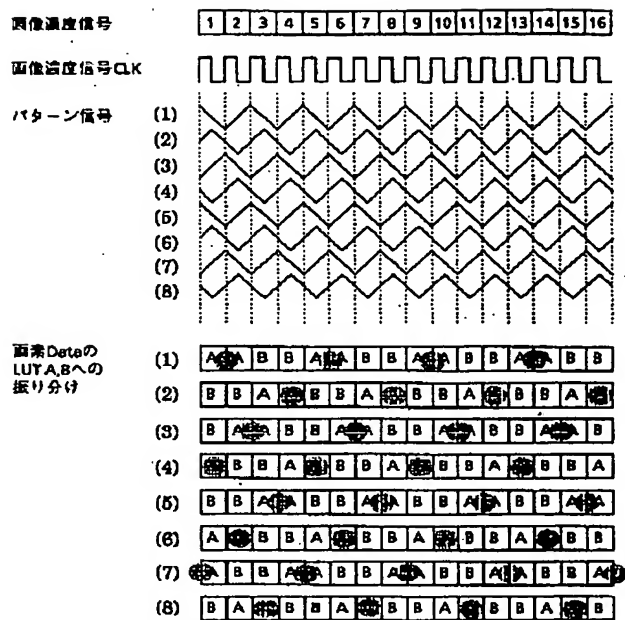 画像濃度信号 1 2 3 4 5 6 7 8 9 10 11 12 13 14 15 16
画像濃度信号CLK
パターン信号 (1)
(2)
(3)
(4)
(5)
(6)
(7)
(8)
画素Dataの
LUT A,Bへの
振り分け
(1) A A B B A A B B A A B B A A B B
(2) B B A B B A B B A B B A
(3) B A A B B A A B B A A B B A A B
(4) B B A B B A B B A B B A
(5) B B A A B B A A B B A A B B A A
(6) A B B A B B A B B A B B
(7) A B B A A B B A A B B A A B B A
(8) B A B B A B B A B B A B